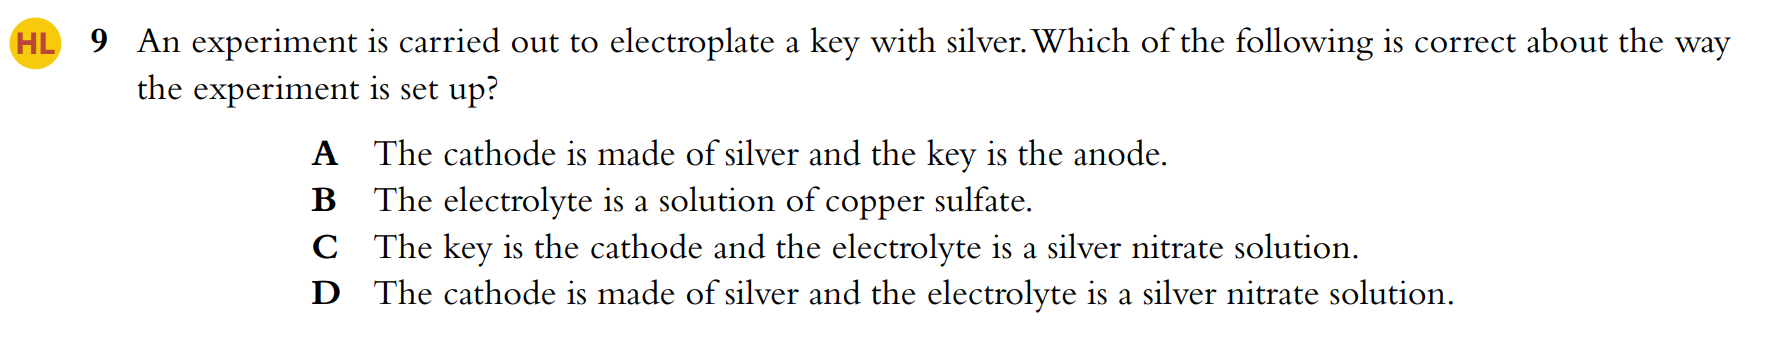 HL 9 An experiment is carried out to electroplate a key with silver. Which of the following is correct about the way
the experiment is set up?
A The cathode is made of silver and the key is the anode.
B The electrolyte is a solution of copper sulfate.
C The key is the cathode and the electrolyte is a silver nitrate solution.
D The cathode is made of silver and the electrolyte is a silver nitrate solution.